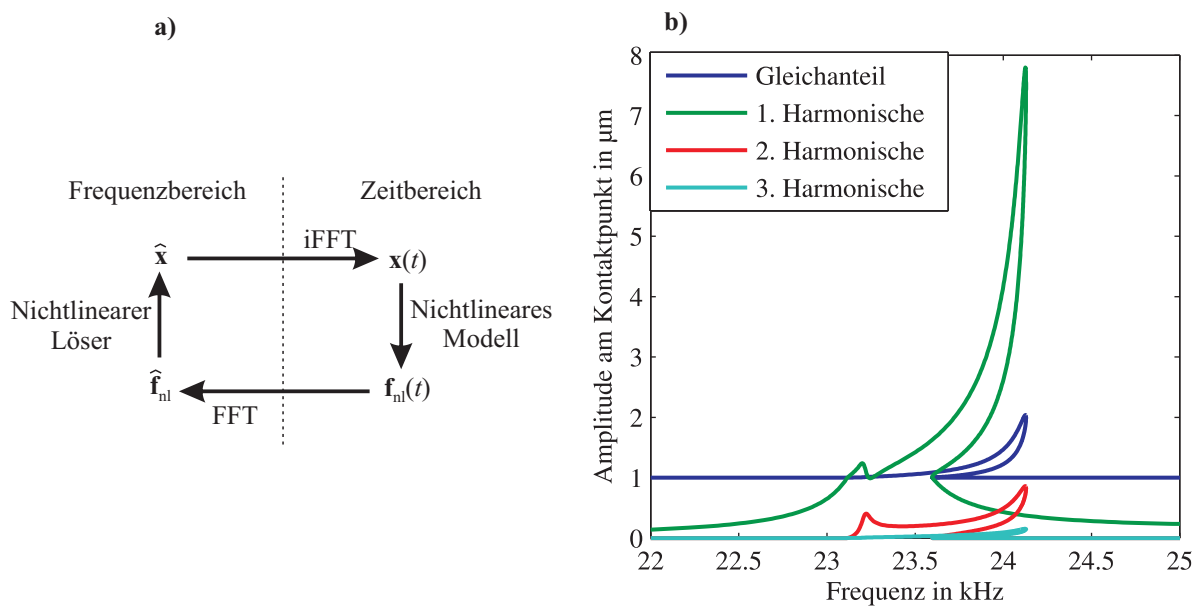 a)
Frequenzbereich
Zeitbereich
iFFT
x̂
x(t)
Nichtlinearer
Löser
Nichtlineares
Modell
f̂nl
fnl(t)
FFT
b)
Gleichanteil
1. Harmonische
2. Harmonische
3. Harmonische
Amplitude am Kontaktpunkt in µm
8
7
6
5
4
3
2
1
0
22
22.5
23
23.5
24
24.5
25
Frequenz in kHz